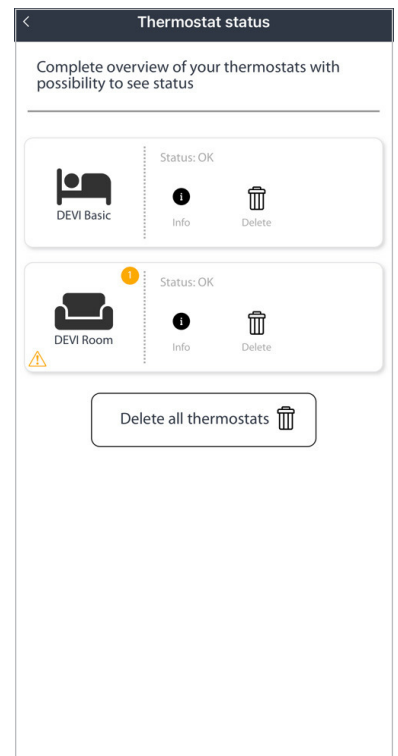 Thermostat status
Complete overview of your thermostats with
possibility to see status
Status: OK
DEVI Basic
Info
Delete
1
Status: OK
DEVI Room
Info
Delete
Delete all thermostats